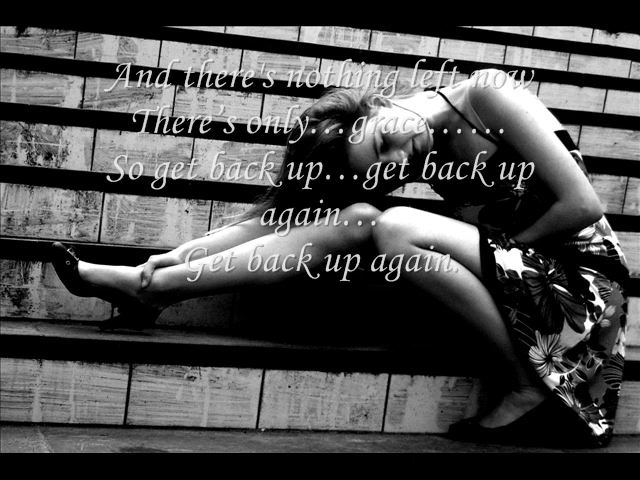 And there's nothing left now
There's only…grace……
So get back up…get back up
again…
Get back up again.